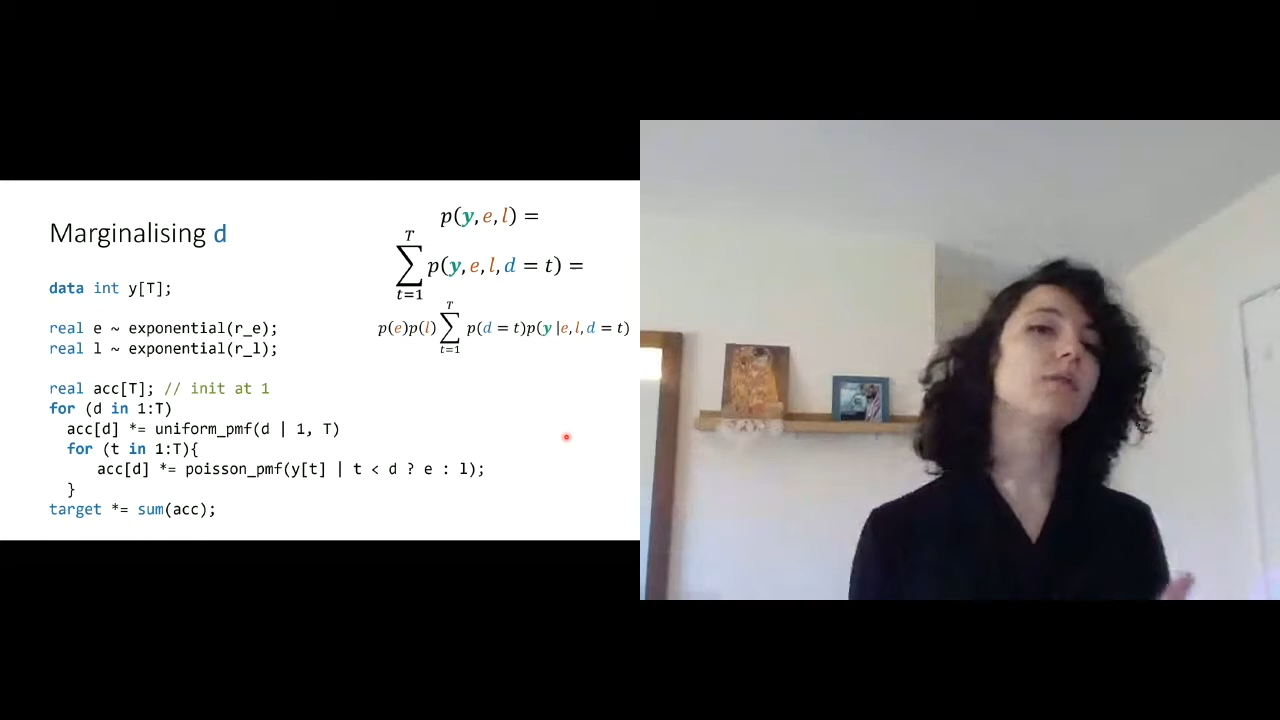 Marginalising d
data int y[T];
real e ~ exponential(r_e);
real l ~ exponential(r_l);
real acc[T]; // init at 1
for (d in 1:T)
acc[d] *= uniform_pmf(d | 1, T)
for (t in 1:T){
acc[d] *= poisson_pmf(y[t] | t < d ? e : l);
}
target *= sum(acc);
p(y, e, l) =
∑_{t=1}^{T} p(y, e, l, d = t) =
p(e)p(l) ∑_{t=1}^{T} p(d = t)p(y |e, l, d = t)